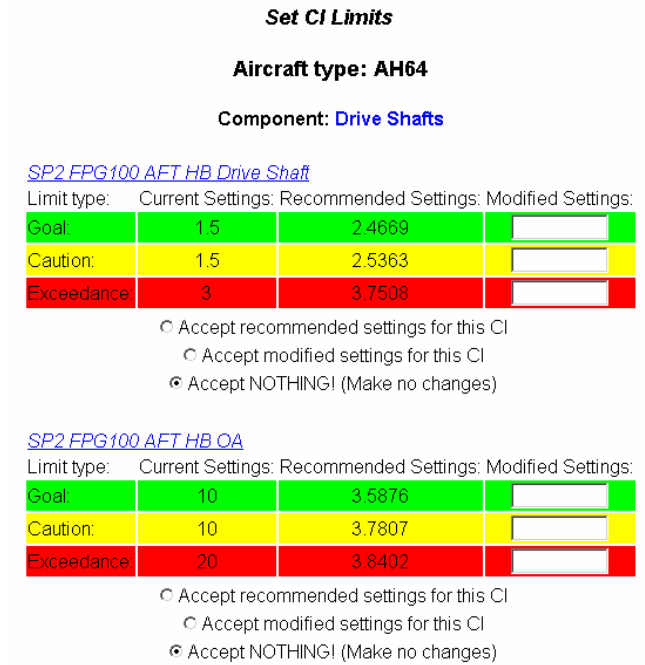 Set CI Limits
Aircraft type: AH64
Component: Drive Shafts
SP2 FPG100 AFT HB Drive Shaft
Limit type: Current Settings: Recommended Settings: Modified Settings:
Goal: 1.5 2.4669
Caution: 1.5 2.5363
Exceedance: 3 3.7508
Accept recommended settings for this CI
Accept modified settings for this CI
Accept NOTHING! (Make no changes)
SP2 FPG100 AFT HB OA
Limit type: Current Settings: Recommended Settings: Modified Settings:
Goal: 10 3.5876
Caution: 10 3.7807
Exceedance: 20 3.8402
Accept recommended settings for this CI
Accept modified settings for this CI
Accept NOTHING! (Make no changes)